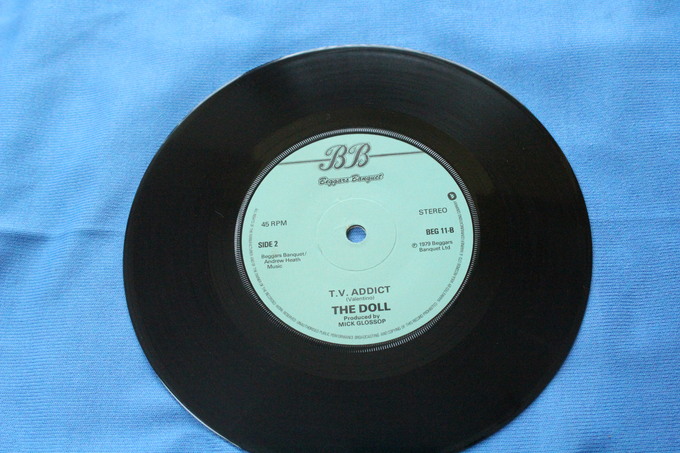 BB
Beggars Banquet
45 RPM
STEREO
SIDE 2
BEG 11-B
Beggars Banquet/
Andrew Heath
Music
℗ 1979 Beggars
Banquet Ltd.
T.V. ADDICT
(Valentine)
THE DOLL
Produced by
MICK GLOSSOP